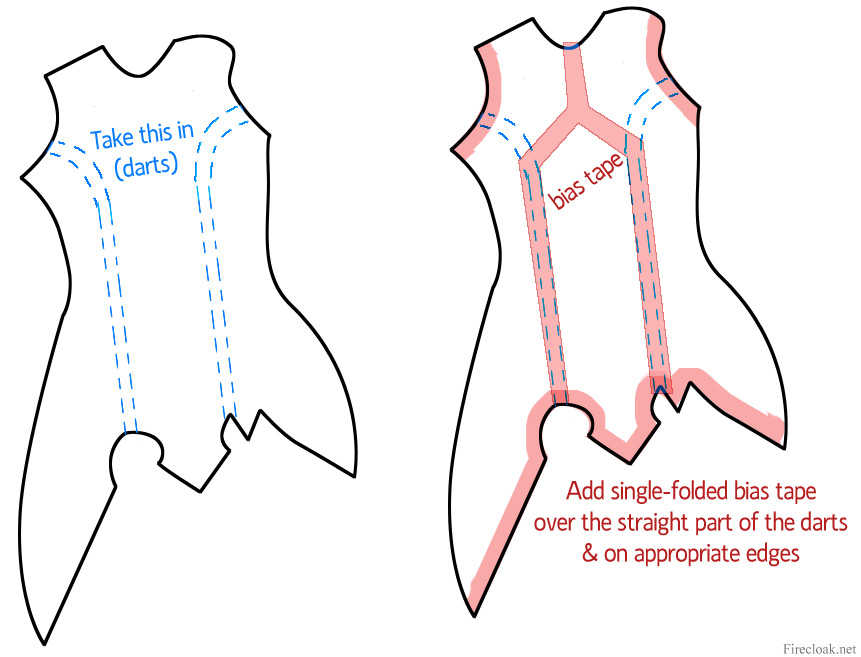 Take this in
(darts)
bias tape
Add single-folded bias tape
over the straight part of the darts
& on appropriate edges
Firecloak.net